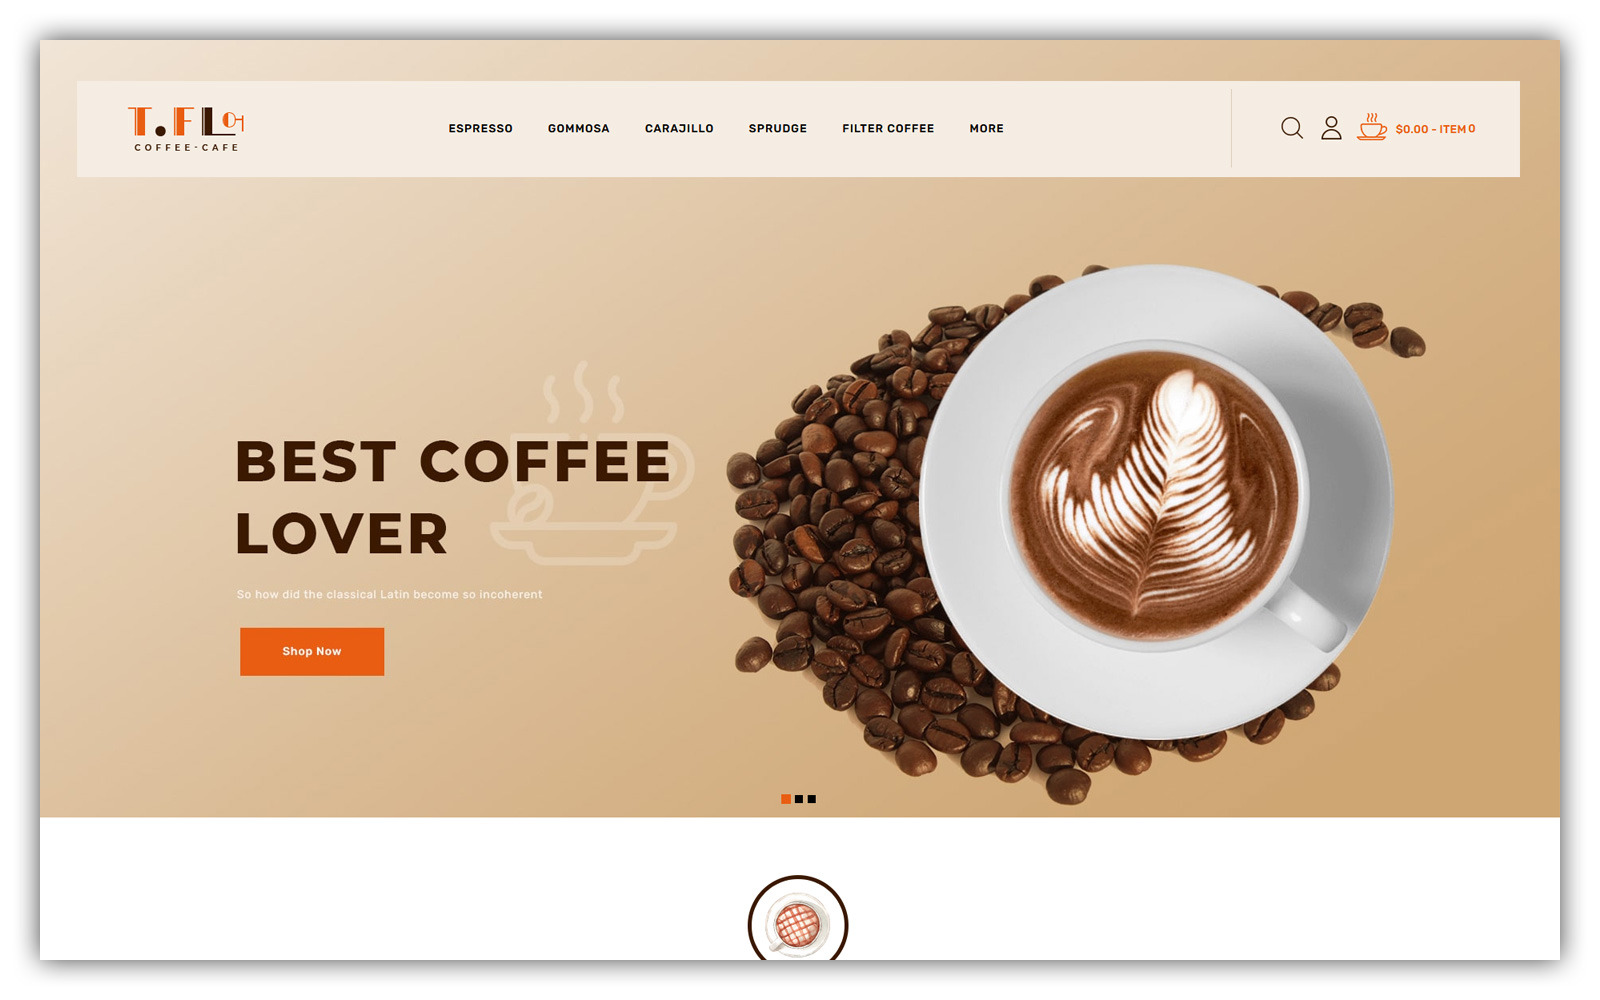 T.FL
COFFEE-CAFE
ESPRESSO GOMMOSA CARAJILLO SPRUDGE FILTER COFFEE MORE
$0.00 - ITEM 0
BEST COFFEE
LOVER
So how did the classical Latin become so incoherent
Shop Now